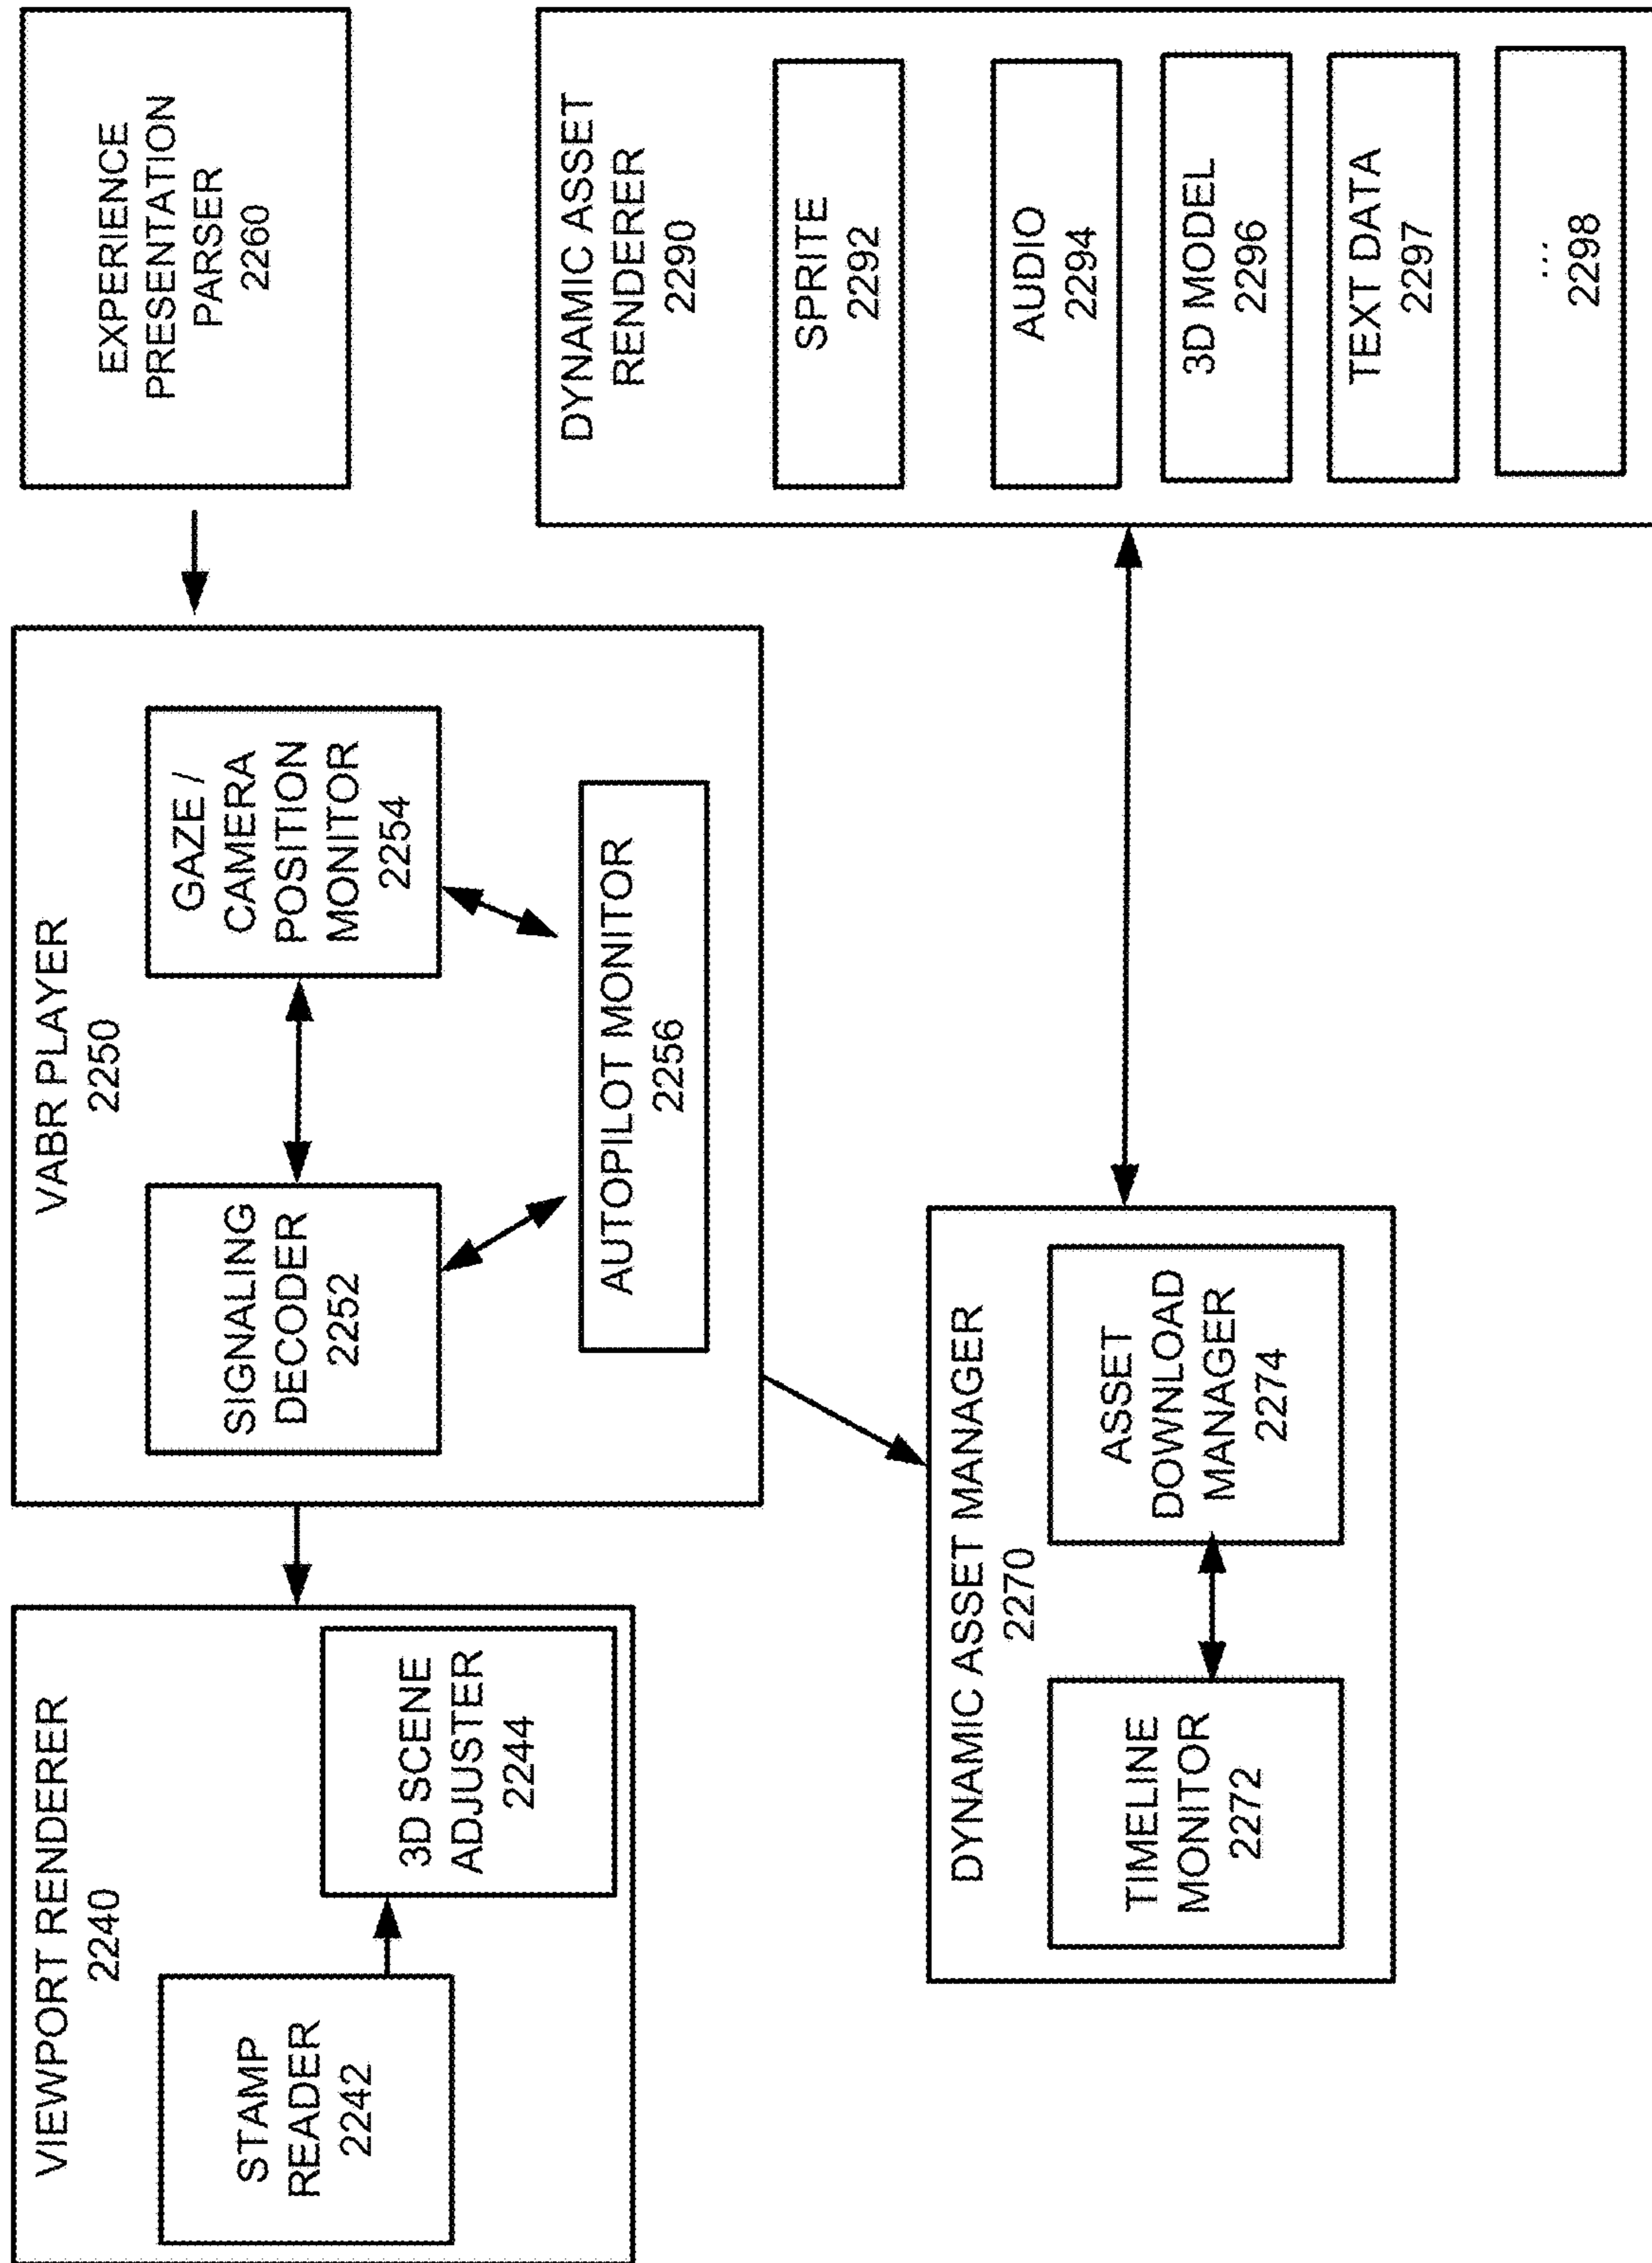 VIEWPORT RENDERER
2240
STAMP
READER
2242
3D SCENE
ADJUSTER
2244
VABR PLAYER
2250
SIGNALING
DECODER
2252
GAZE /
CAMERA
POSITION
MONITOR
2254
AUTOPILOT MONITOR
2256
EXPERIENCE
PRESENTATION
PARSER
2260
DYNAMIC ASSET MANAGER
2270
TIMELINE
MONITOR
2272
ASSET
DOWNLOAD
MANAGER
2274
DYNAMIC ASSET
RENDERER
2290
SPRITE
2292
AUDIO
2294
3D MODEL
2296
TEXT DATA
2297
...
2298